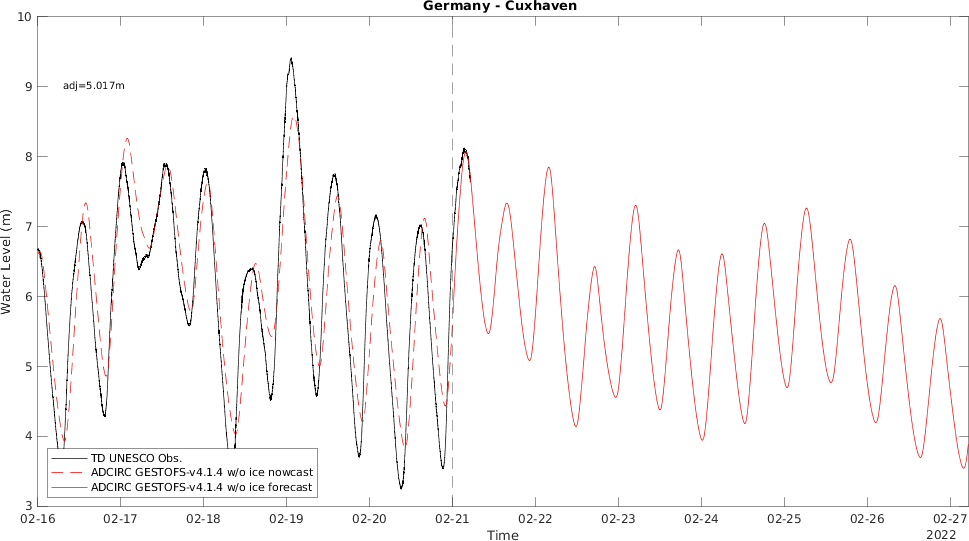 Germany - Cuxhaven
10
9
8
7
6
5
4
3
Water Level (m)
adj=5.017m
TD UNESCO Obs.
ADCIRC GESTOFS-v4.1.4 w/o ice nowcast
ADCIRC GESTOFS-v4.1.4 w/o ice forecast
02-16 02-17 02-18 02-19 02-20 02-21 02-22 02-23 02-24 02-25 02-26 02-27
Time
2022